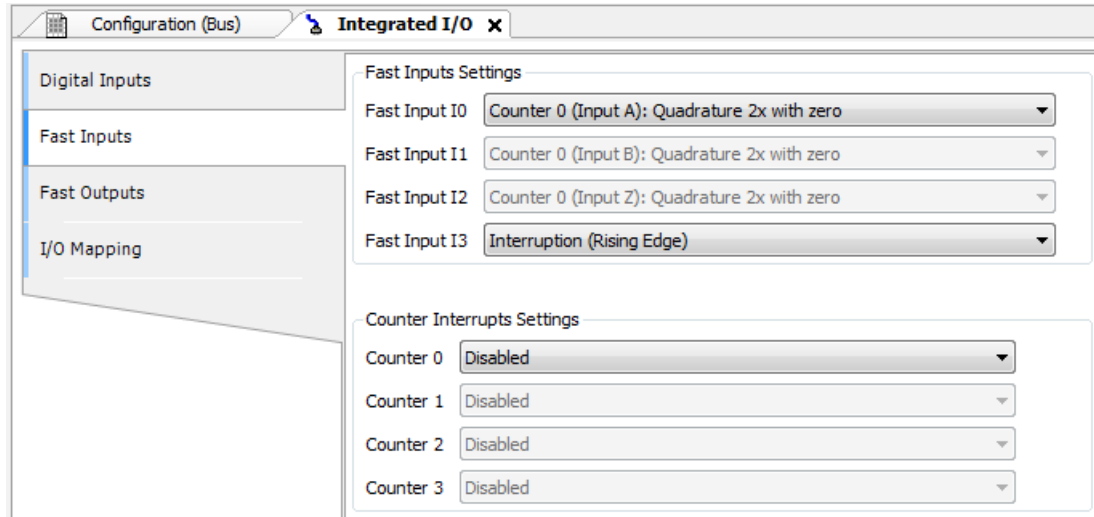 Configuration (Bus)
Integrated I/O x
Digital Inputs
Fast Inputs
Fast Outputs
I/O Mapping
Fast Inputs Settings
Fast Input I0 Counter 0 (Input A): Quadrature 2x with zero
Fast Input I1 Counter 0 (Input B): Quadrature 2x with zero
Fast Input I2 Counter 0 (Input Z): Quadrature 2x with zero
Fast Input I3 Interruption (Rising Edge)
Counter Interrupts Settings
Counter 0 Disabled
Counter 1 Disabled
Counter 2 Disabled
Counter 3 Disabled